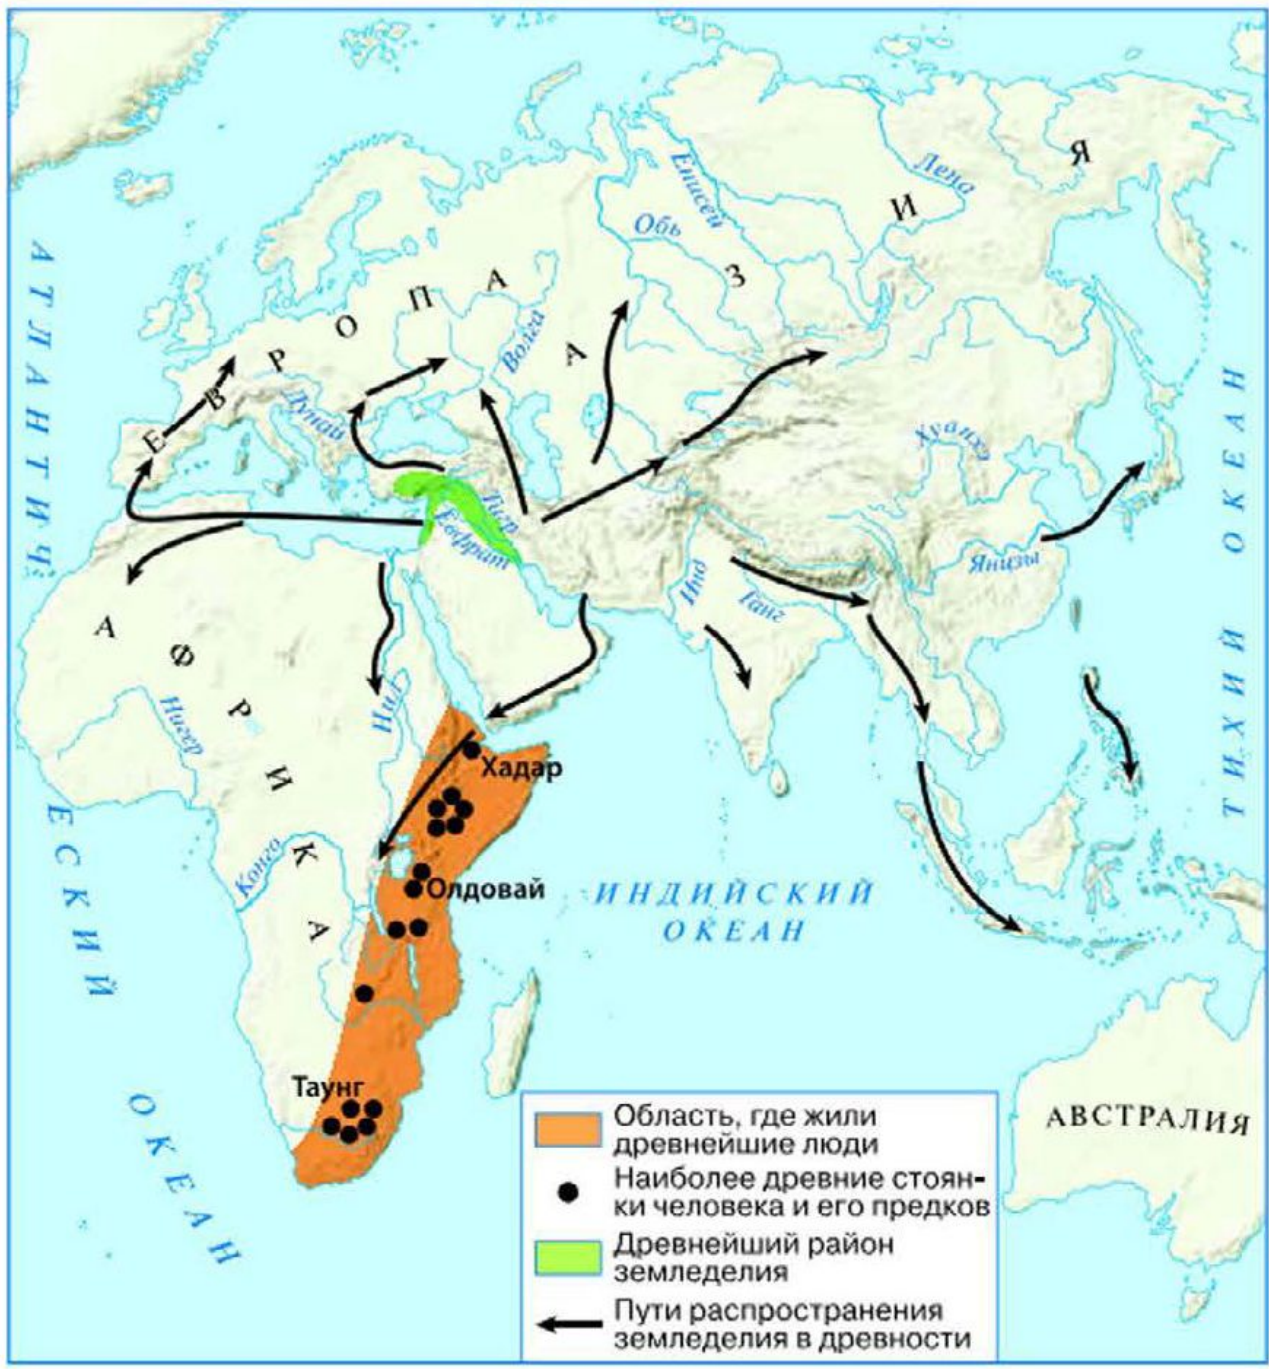 ЕВРОПА
АЗИЯ
Енисей
Лена
Обь
Волга
Дунай
АТЛАНТИЧЕСКИЙ ОКЕАН
Хуанхэ
Тигр
Евфрат
Янцзы
Инд
Ганг
ТИХИЙ ОКЕАН
АФРИКА
Нил
Нигер
Хадар
Конго
Олдовай
ИНДИЙСКИЙ
ОКЕАН
Таунг
АВСТРАЛИЯ
Область, где жили
древнейшие люди
Наиболее древние стоян-
ки человека и его предков
Древнейший район
земледелия
Пути распространения
земледелия в древности